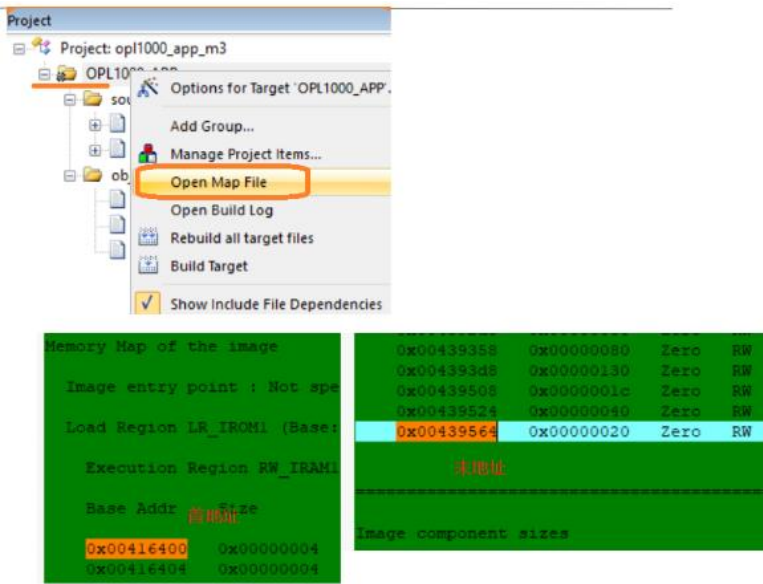 Project
Project: opl1000_app_m3
OPL1000_APP
sou
obj
Options for Target 'OPL1000_APP'.
Add Group...
Manage Project Items...
Open Map File
Open Build Log
Rebuild all target files
Build Target
Show Include File Dependencies
Memory Map of the image
Image entry point : Not spe
Load Region LR_IROM1 (Base:
Execution Region RW_IRAM1
Base Addr Size
首地址
0x00416400 0x00000004
0x00416404 0x00000004
0x00439358 0x00000080 Zero RW
0x004393d8 0x00000130 Zero RW
0x00439508 0x0000001c Zero RW
0x00439524 0x00000040 Zero RW
0x00439564 0x00000020 Zero RW
末地址
Image component sizes